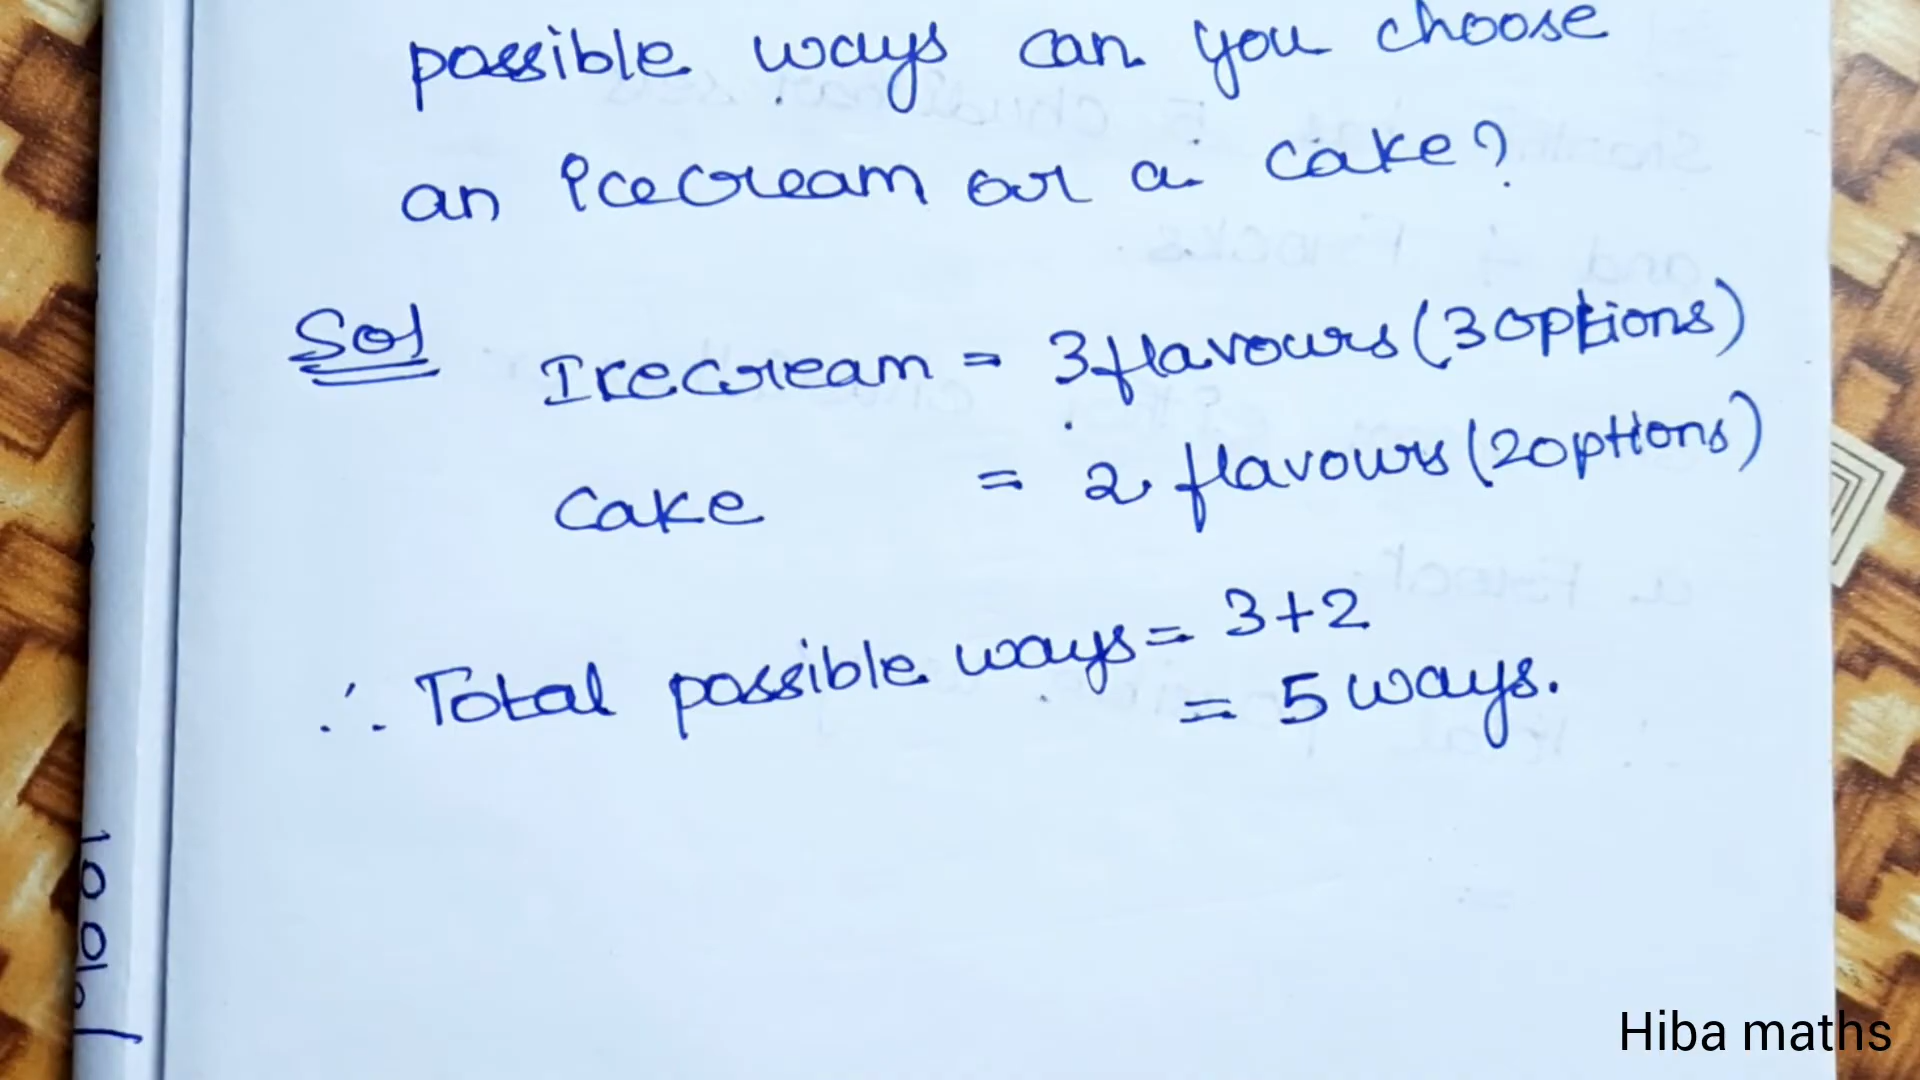 possible ways can you choose
an icecream or a cake?
Sol Icecream = 3 flavours (3 options)
Cake = 2 flavours (2 options)
∴ Total possible ways = 3+2
= 5 ways.
Hiba maths